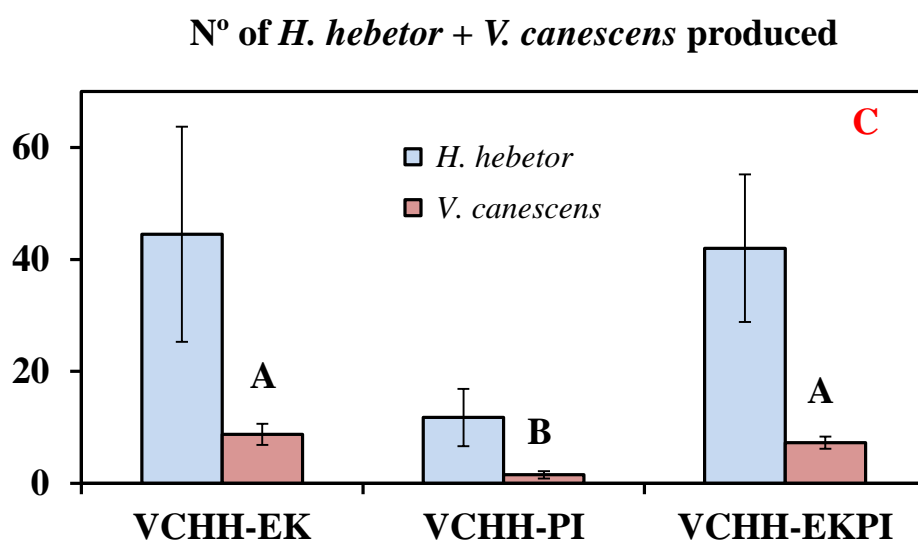 Nº of H. hebetor + V. canescens produced
C
60
40
20
0
H. hebetor
V. canescens
A
B
A
VCHH-EK
VCHH-PI
VCHH-EKPI